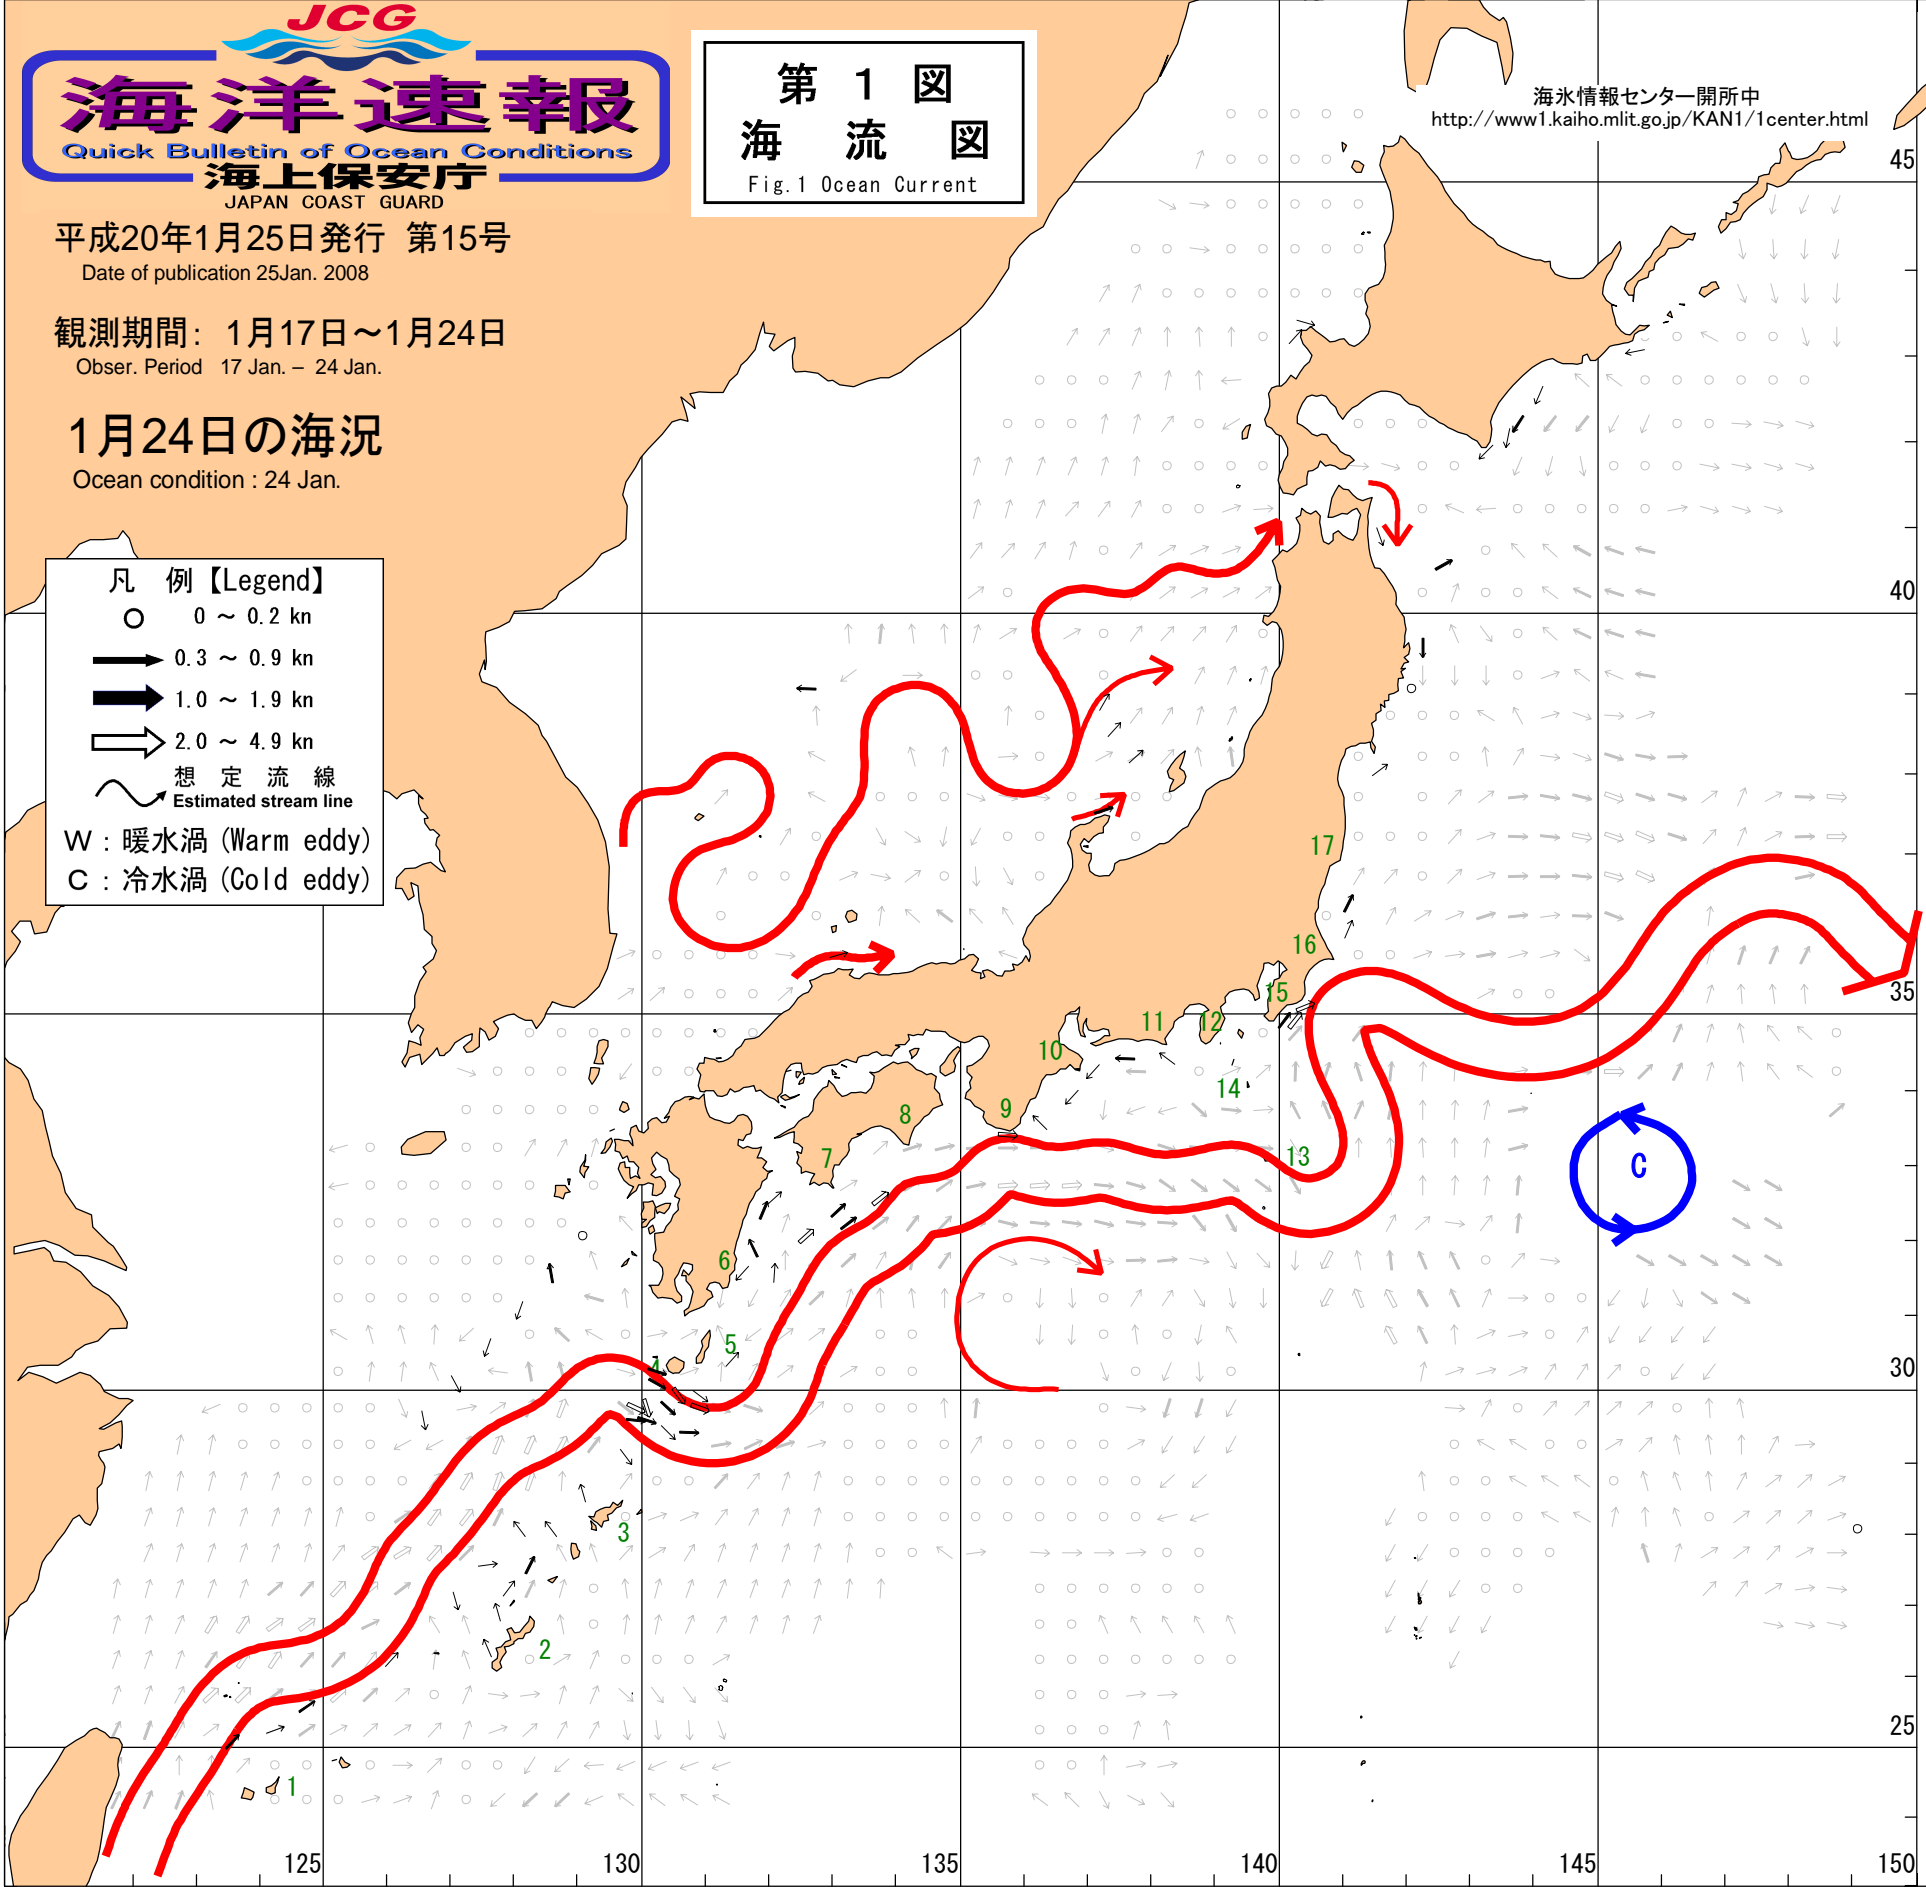 JCG
海洋速報
Quick Bulletin of Ocean Conditions
海上保安庁
JAPAN COAST GUARD
平成20年1月25日発行 第15号
Date of publication 25Jan. 2008
観測期間: 1月17日～1月24日
Obser. Period 17 Jan. – 24 Jan.
1月24日の海況
Ocean condition : 24 Jan.
第 1 図
海 流 図
Fig.1 Ocean Current
海氷情報センター開所中
http://www1.kaiho.mlit.go.jp/KAN1/1center.html
凡 例【Legend】
0 ～ 0.2 kn
0.3 ～ 0.9 kn
1.0 ～ 1.9 kn
2.0 ～ 4.9 kn
想 定 流 線
Estimated stream line
W : 暖水渦 (Warm eddy)
C : 冷水渦 (Cold eddy)
45
40
17
16
15
35
11
12
10
14
9
8
7
13
C
6
5
4
30
3
2
25
1
125
130
135
140
145
150